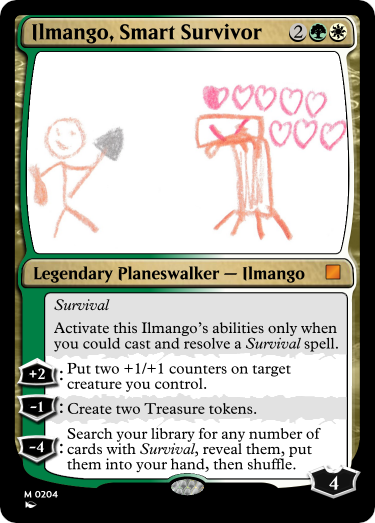 Ilmango, Smart Survivor 2
Legendary Planeswalker — Ilmango
Survival
Activate this Ilmango's abilities only when
you could cast and resolve a Survival spell.
+2: Put two +1/+1 counters on target
creature you control.
-1: Create two Treasure tokens.
-4: Search your library for any number of
cards with Survival, reveal them, put
them into your hand, then shuffle.
4
M 0204